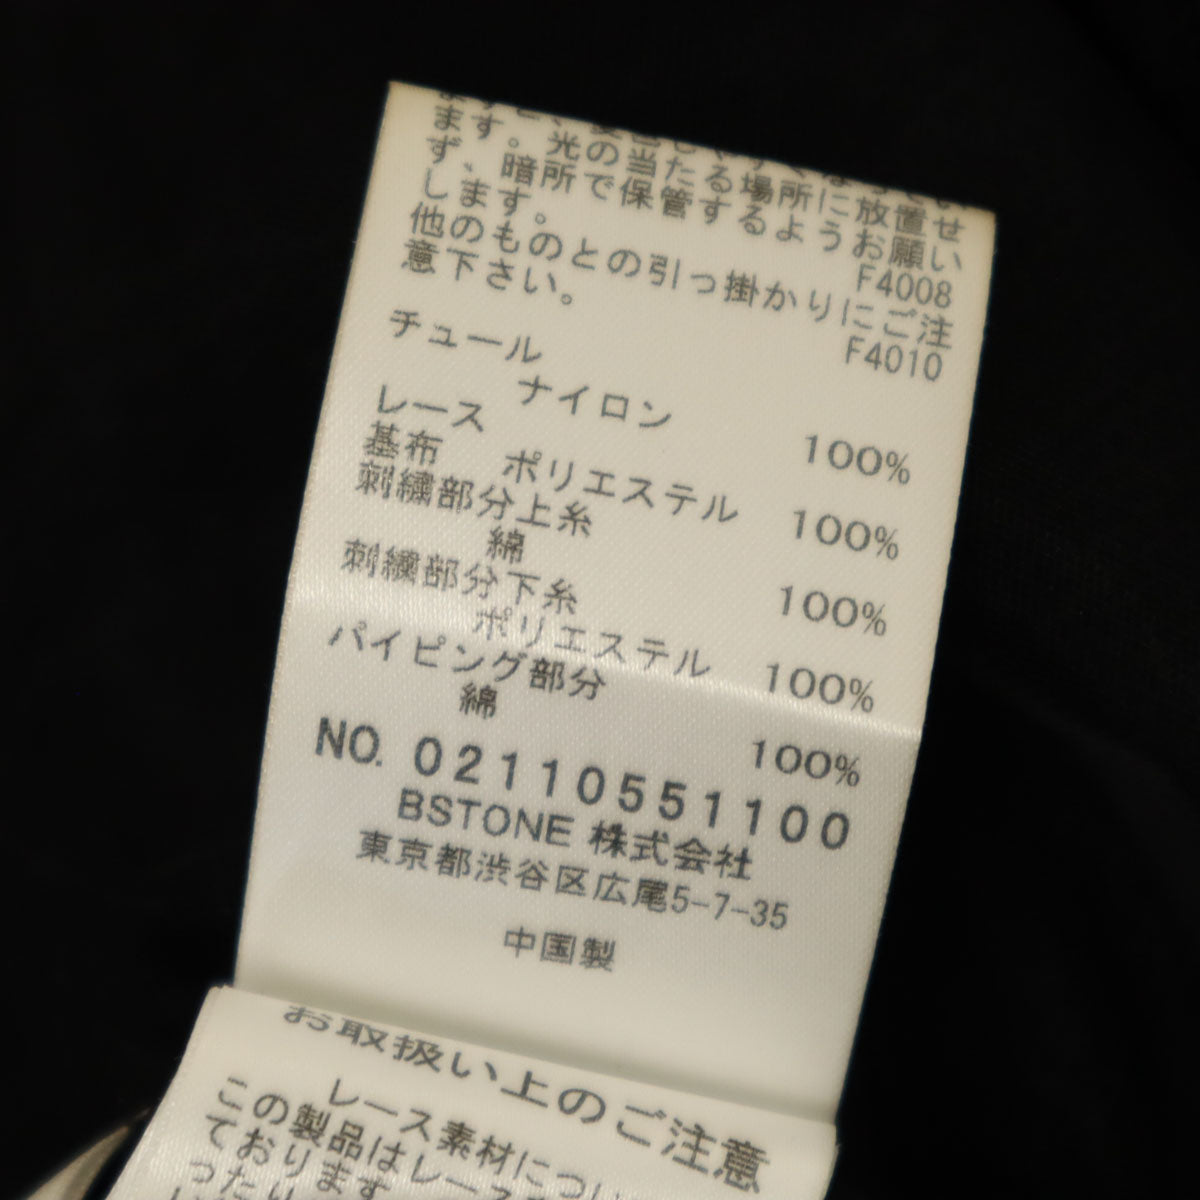 ます。光の当たる場所に放置せ
ず、暗所で保管するようお願い
します。
F4008
他のものとの引っ掛かりにご注
意下さい。
F4010
チュール
ナイロン 100%
レース
基布 ポリエステル 100%
刺繍部分上糸
綿 100%
刺繍部分下糸
ポリエステル 100%
パイピング部分
綿 100%
NO. 02110551100
BSTONE 株式会社
東京都渋谷区広尾5-7-35
中国製
お取扱い上のご注意
レース素材につい
この製品はレース
ております
ったり